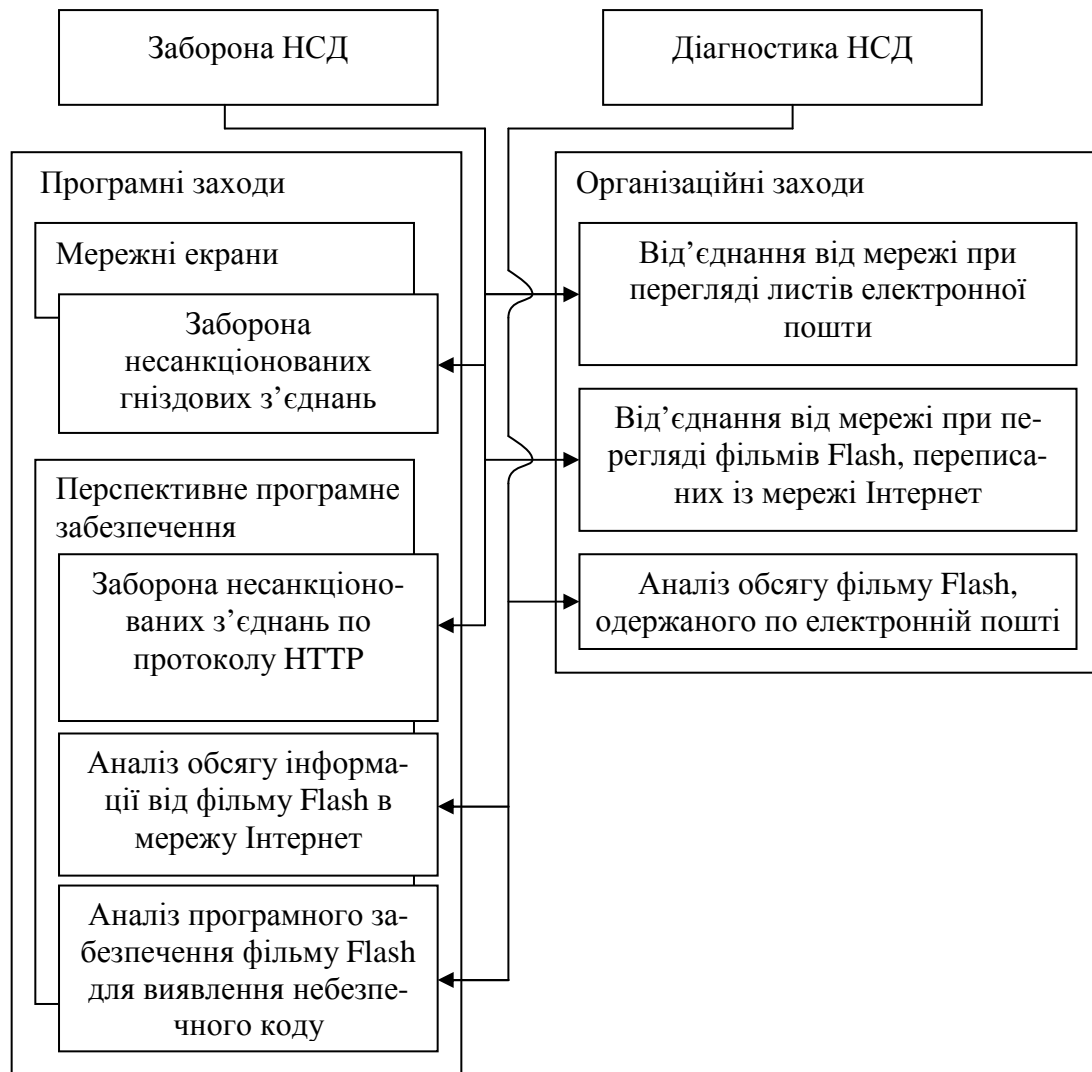 Заборона НСД
Діагностика НСД
Програмні заходи
Мережні екрани
Заборона
несанкціонованих
гніздових з’єднань
Перспективне програмне
забезпечення
Заборона несанкціоно-
ваних з’єднань по
протоколу HTTP
Аналіз обсягу інформа-
ції від фільму Flash в
мережу Інтернет
Аналіз програмного за-
безпечення фільму Flash
для виявлення небезпе-
чного коду
Організаційні заходи
Від’єднання від мережі при
перегляді листів електронної
пошти
Від’єднання від мережі при пе-
регляді фільмів Flash, переписа-
них із мережі Інтернет
Аналіз обсягу фільму Flash,
одержаного по електронній пошті